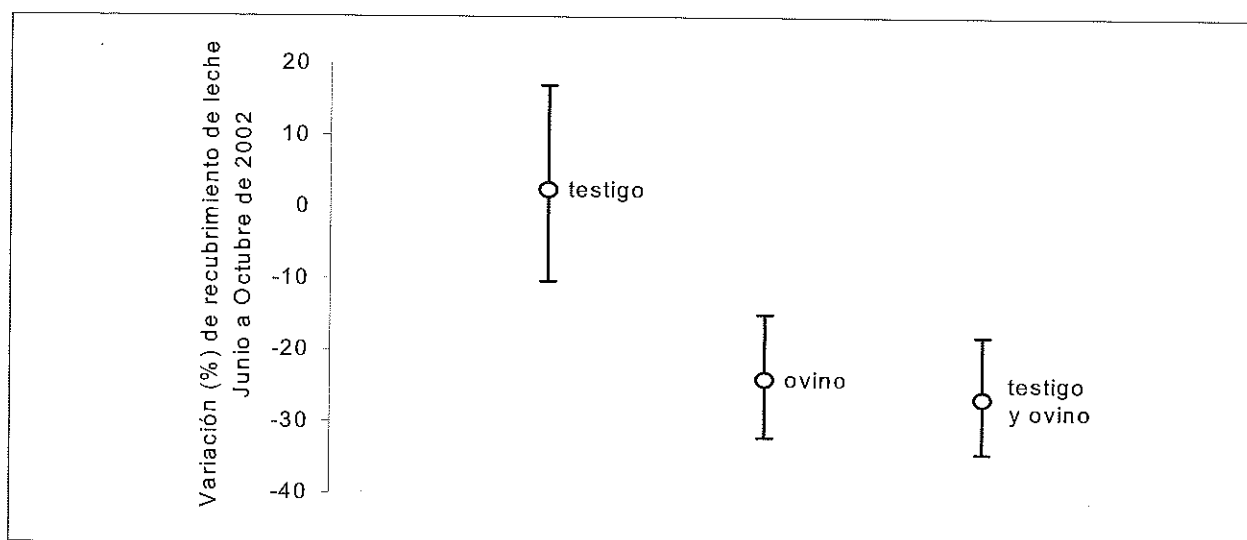 Variación (%) de recubrimiento de leche
Junio a Octubre de 2002
20
10
0
-10
-20
-30
-40
testigo
ovino
testigo
y ovino